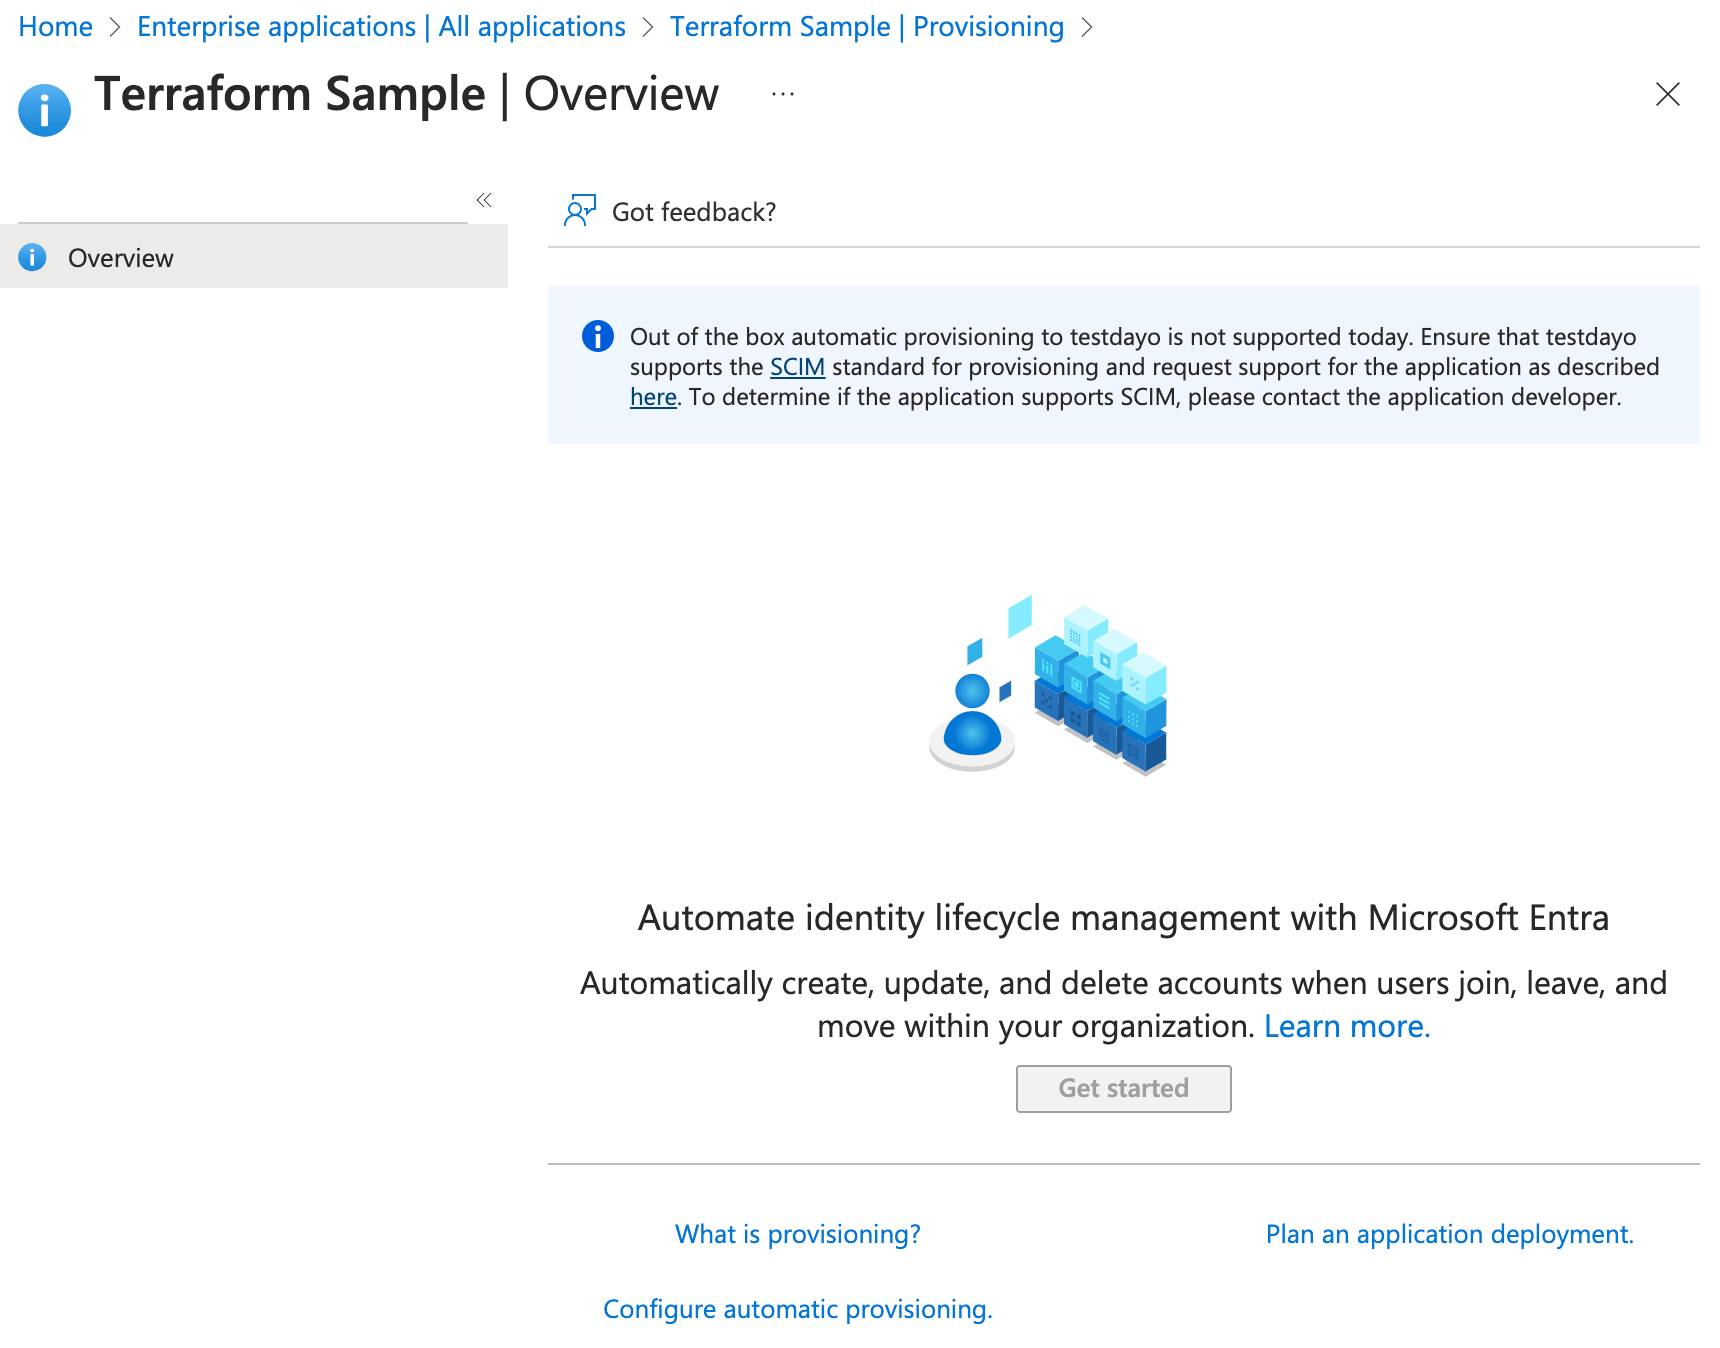 Home > Enterprise applications | All applications > Terraform Sample | Provisioning >
Terraform Sample | Overview ···
Got feedback?
Overview
Out of the box automatic provisioning to testdayo is not supported today. Ensure that testdayo
supports the SCIM standard for provisioning and request support for the application as described
here. To determine if the application supports SCIM, please contact the application developer.
Automate identity lifecycle management with Microsoft Entra
Automatically create, update, and delete accounts when users join, leave, and
move within your organization. Learn more.
Get started
What is provisioning?
Plan an application deployment.
Configure automatic provisioning.